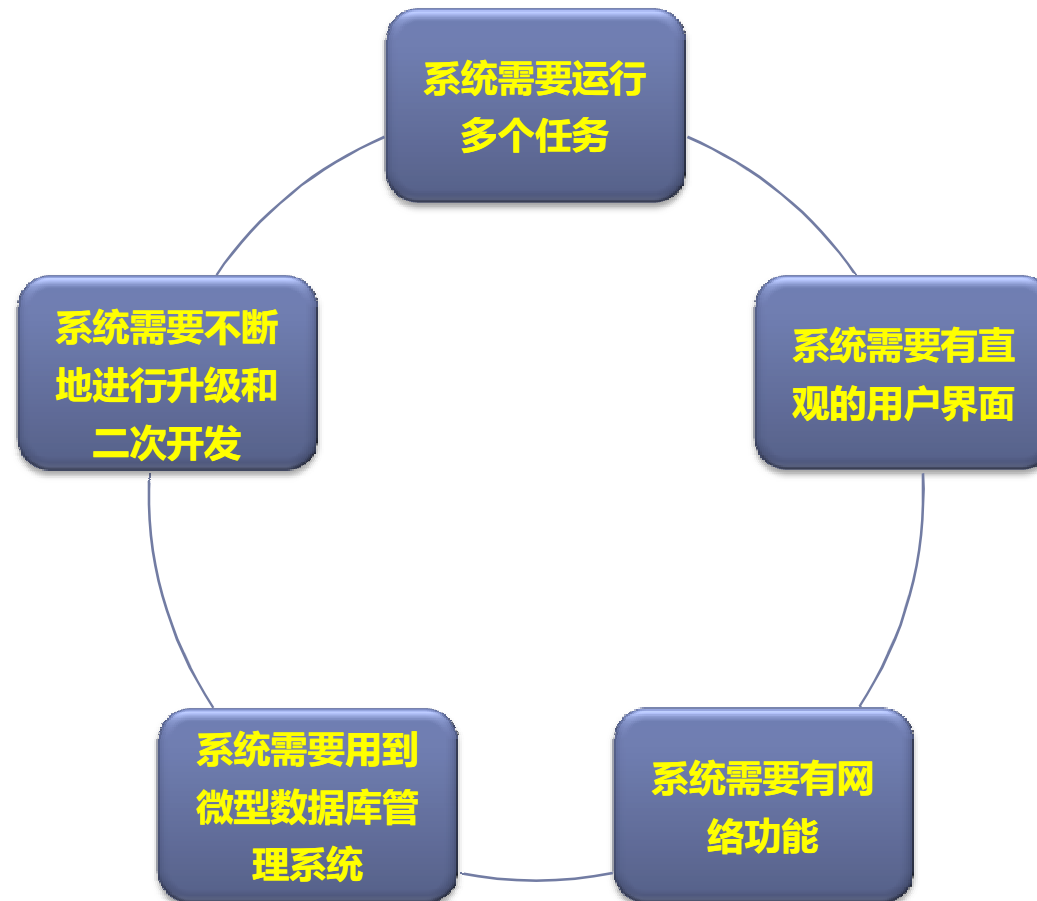 系统需要运行
多个任务
系统需要有直
观的用户界面
系统需要有网
络功能
系统需要用到
微型数据库管
理系统
系统需要不断
地进行升级和
二次开发